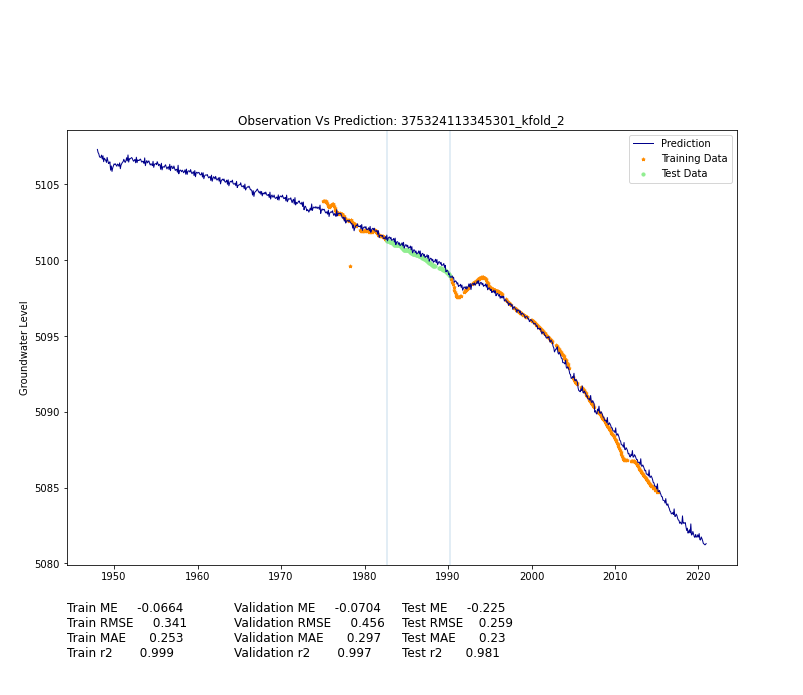 Observation Vs Prediction: 375324113345301_kfold_2
Prediction
Training Data
Test Data
5105
5100
5095
5090
5085
5080
Groundwater Level
1950 1960 1970 1980 1990 2000 2010 2020
Train ME -0.0664 Validation ME -0.0704 Test ME -0.225
Train RMSE 0.341 Validation RMSE 0.456 Test RMSE 0.259
Train MAE 0.253 Validation MAE 0.297 Test MAE 0.23
Train r2 0.999 Validation r2 0.997 Test r2 0.981